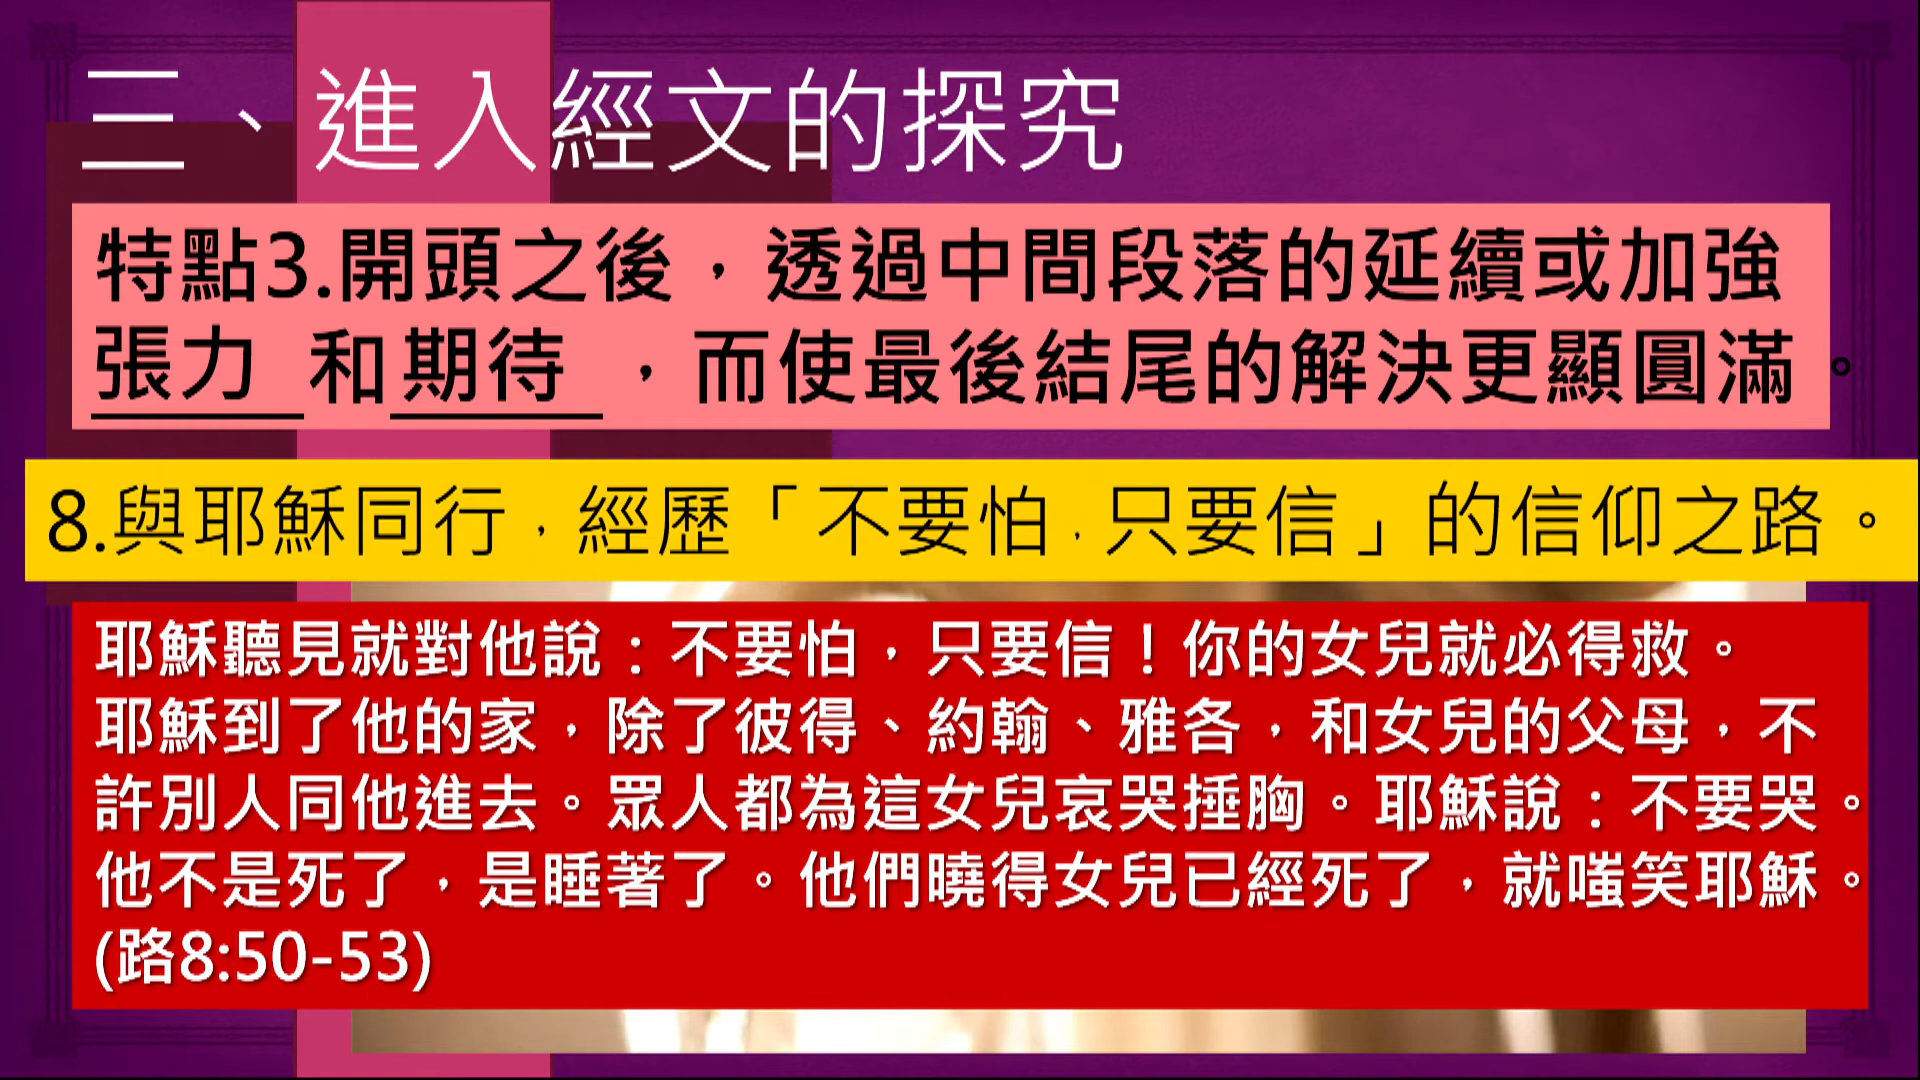 三、進入經文的探究
特點3.開頭之後，透過中間段落的延續或加強
張力 和期待 ，而使最後結尾的解決更顯圓滿。
8.與耶穌同行，經歷「不要怕，只要信」的信仰之路。
耶穌聽見就對他說：不要怕，只要信！你的女兒就必得救。
耶穌到了他的家，除了彼得、約翰、雅各，和女兒的父母，不
許別人同他進去。眾人都為這女兒哀哭捶胸。耶穌說：不要哭。
他不是死了，是睡著了。他們曉得女兒已經死了，就嗤笑耶穌。
(路8:50-53)